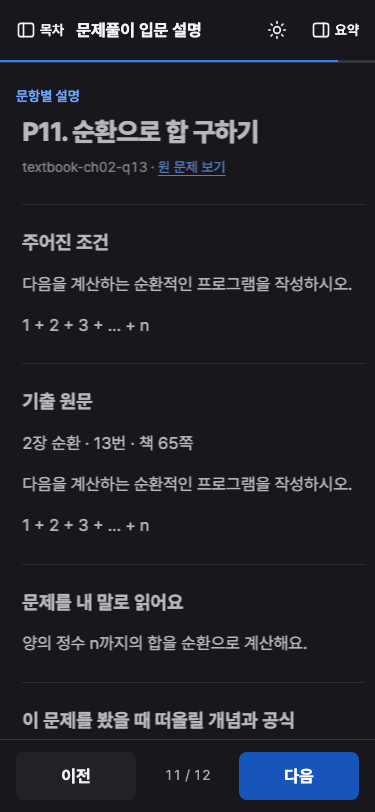 목차 문제풀이 입문 설명 요약
문항별 설명
P11. 순환으로 합 구하기
textbook-ch02-q13 · 원 문제 보기
주어진 조건
다음을 계산하는 순환적인 프로그램을 작성하시오.
1 + 2 + 3 + ... + n
기출 원문
2장 순환 · 13번 · 책 65쪽
다음을 계산하는 순환적인 프로그램을 작성하시오.
1 + 2 + 3 + ... + n
문제를 내 말로 읽어요
양의 정수 n까지의 합을 순환으로 계산해요.
이 문제를 봤을 때 떠올릴 개념과 공식
이전 11 / 12 다음